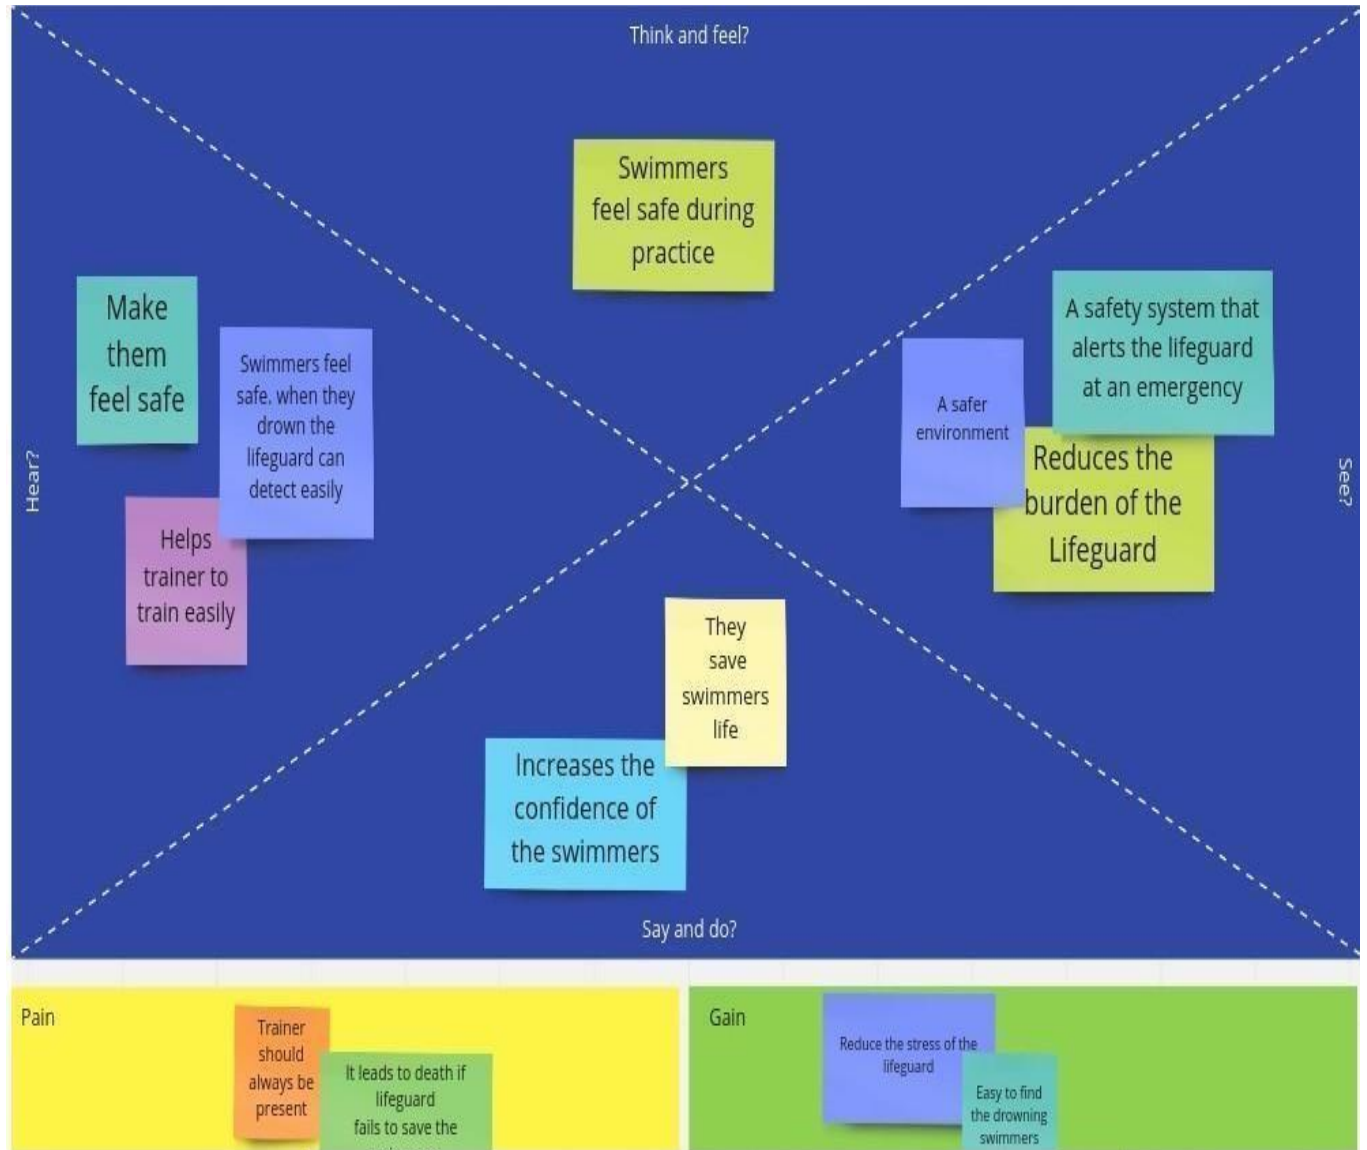 Think and feel?
Swimmers
feel safe during
practice
Make
them
feel safe
Swimmers feel
safe. when they
drown the
lifeguard can
detect easily
Hear?
Helps
trainer to
train easily
A safety system that
alerts the lifeguard
at an emergency
A safer
environment
Reduces the
burden of the
Lifeguard
See?
They
save
swimmers
life
Increases the
confidence of
the swimmers
Say and do?
Pain
Trainer
should
always be
present
It leads to death if
lifeguard
fails to save the
Gain
Reduce the stress of the
lifeguard
Easy to find
the drowning
swimmers